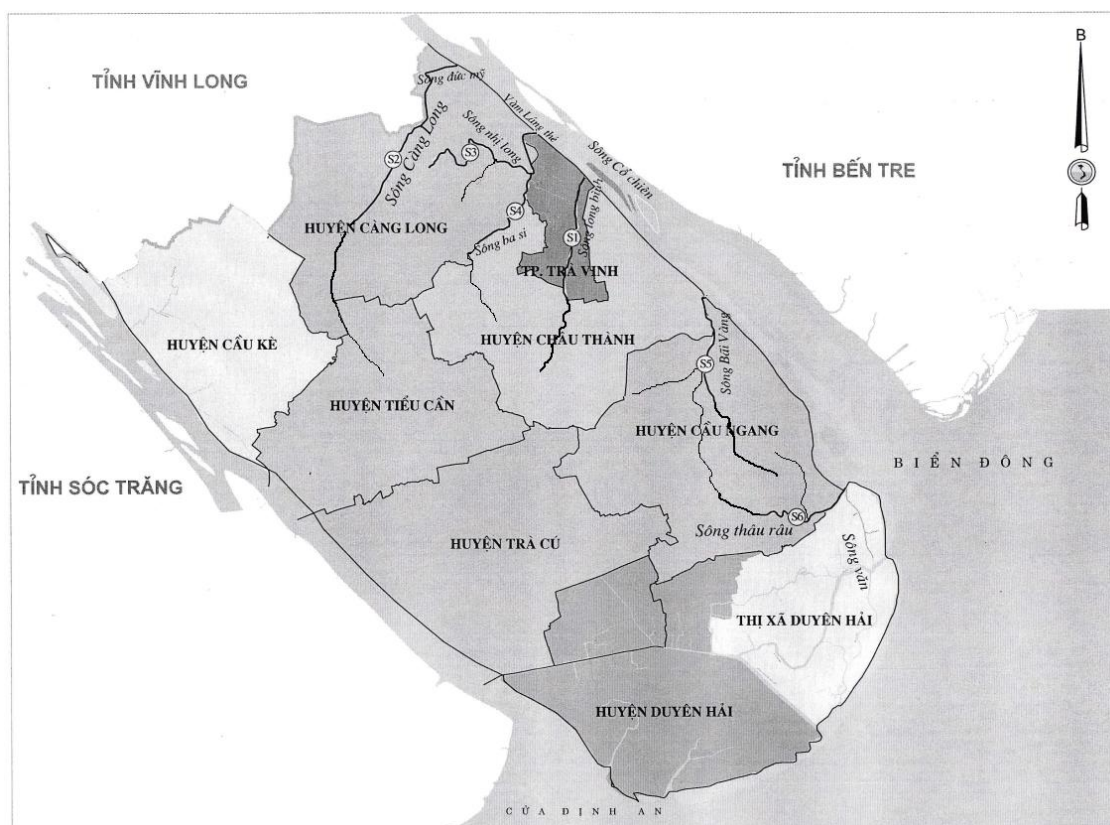 B
TỈNH VĨNH LONG
Sông đức mỹ
Vàm Láng thé
Sông nhị long
Sông Càng Long
S2
S3
Sông Cổ chiên
TỈNH BẾN TRE
S4
Sông long bình
S1
HUYỆN CÀNG LONG
Sông ba si
TP. TRÀ VINH
HUYỆN CẦU KÈ
HUYỆN CHÂU THÀNH
Sông Bãi Vàng
S5
HUYỆN TIỂU CẦN
HUYỆN CẦU NGANG
BIỂN ĐÔNG
TỈNH SÓC TRĂNG
S6
Sông thâu râu
HUYỆN TRÀ CÚ
Sông văn
THỊ XÃ DUYÊN HẢI
HUYỆN DUYÊN HẢI
CỬA ĐỊNH AN